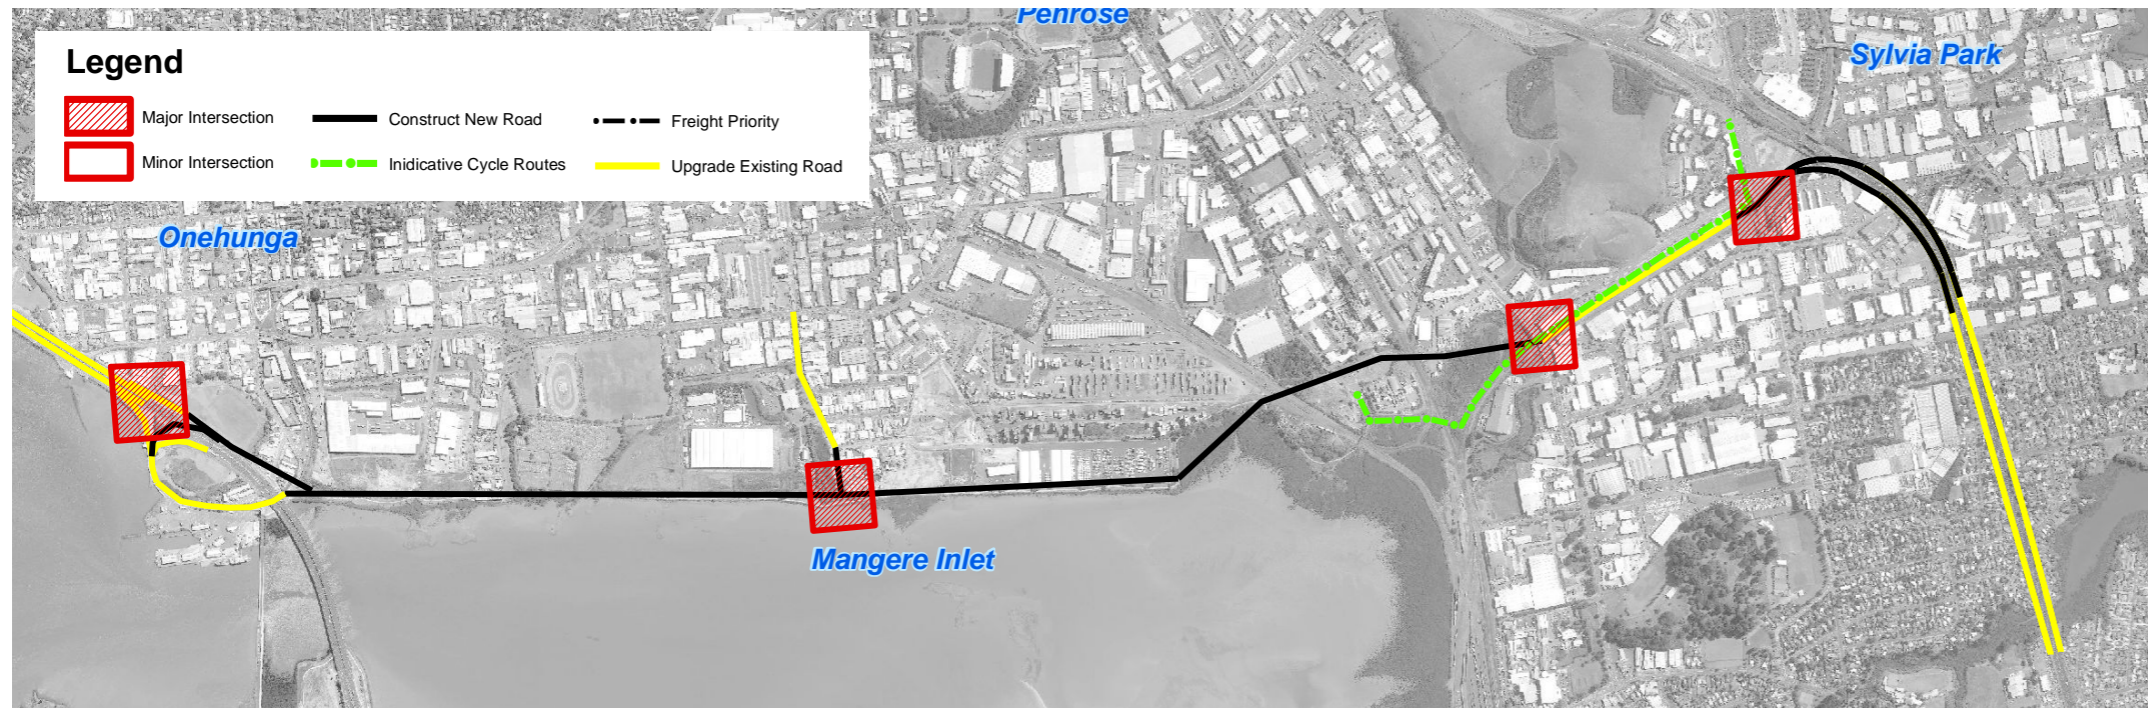 Penrose
Sylvia Park
Legend
Major Intersection
Construct New Road
Freight Priority
Minor Intersection
Inidicative Cycle Routes
Upgrade Existing Road
Onehunga
Mangere Inlet